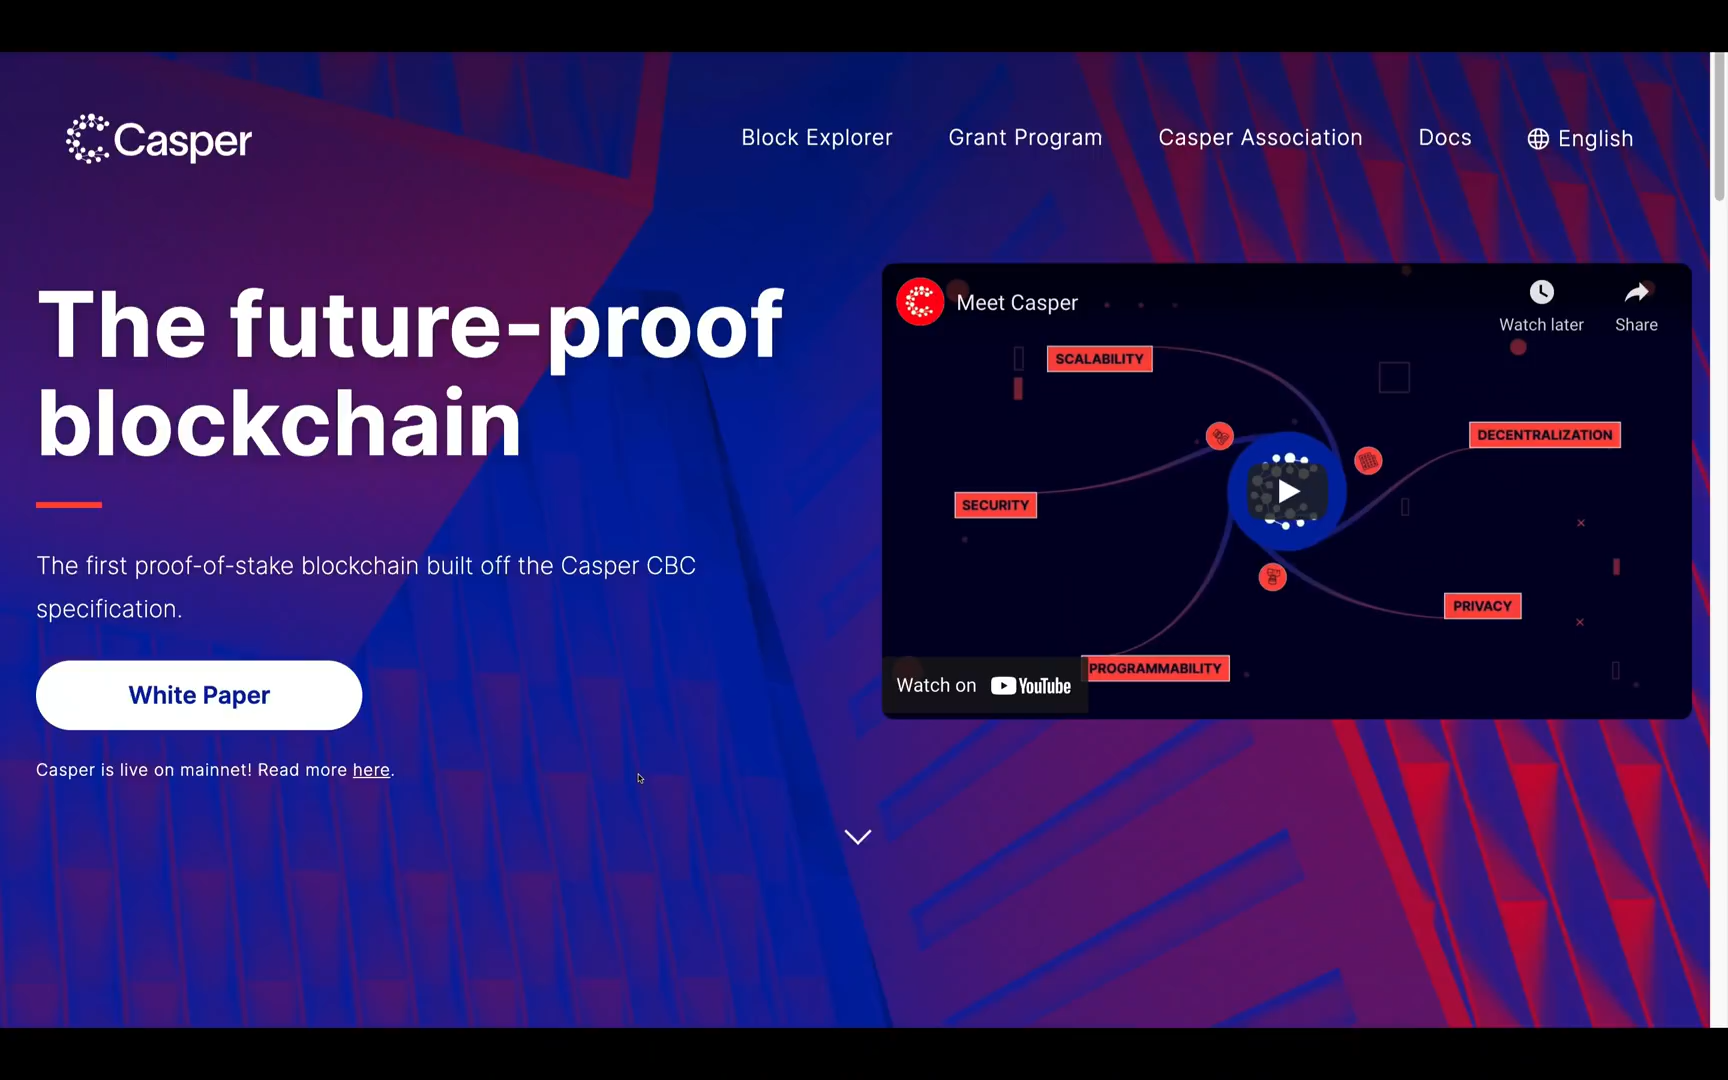 Casper
Block Explorer
Grant Program
Casper Association
Docs
English
The future-proof
blockchain
The first proof-of-stake blockchain built off the Casper CBC
specification.
White Paper
Casper is live on mainnet! Read more here.
Meet Casper
Watch later
Share
SCALABILITY
DECENTRALIZATION
SECURITY
PRIVACY
PROGRAMMABILITY
Watch on YouTube